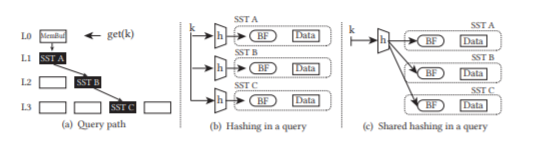 L0 MemBuf get(k)
L1 SST A
L2 SST B
L3 SST C
(a) Query path
k
SST A
h BF Data
SST B
h BF Data
SST C
h BF Data
(b) Hashing in a query
k
h
SST A
BF Data
SST B
BF Data
SST C
BF Data
(c) Shared hashing in a query